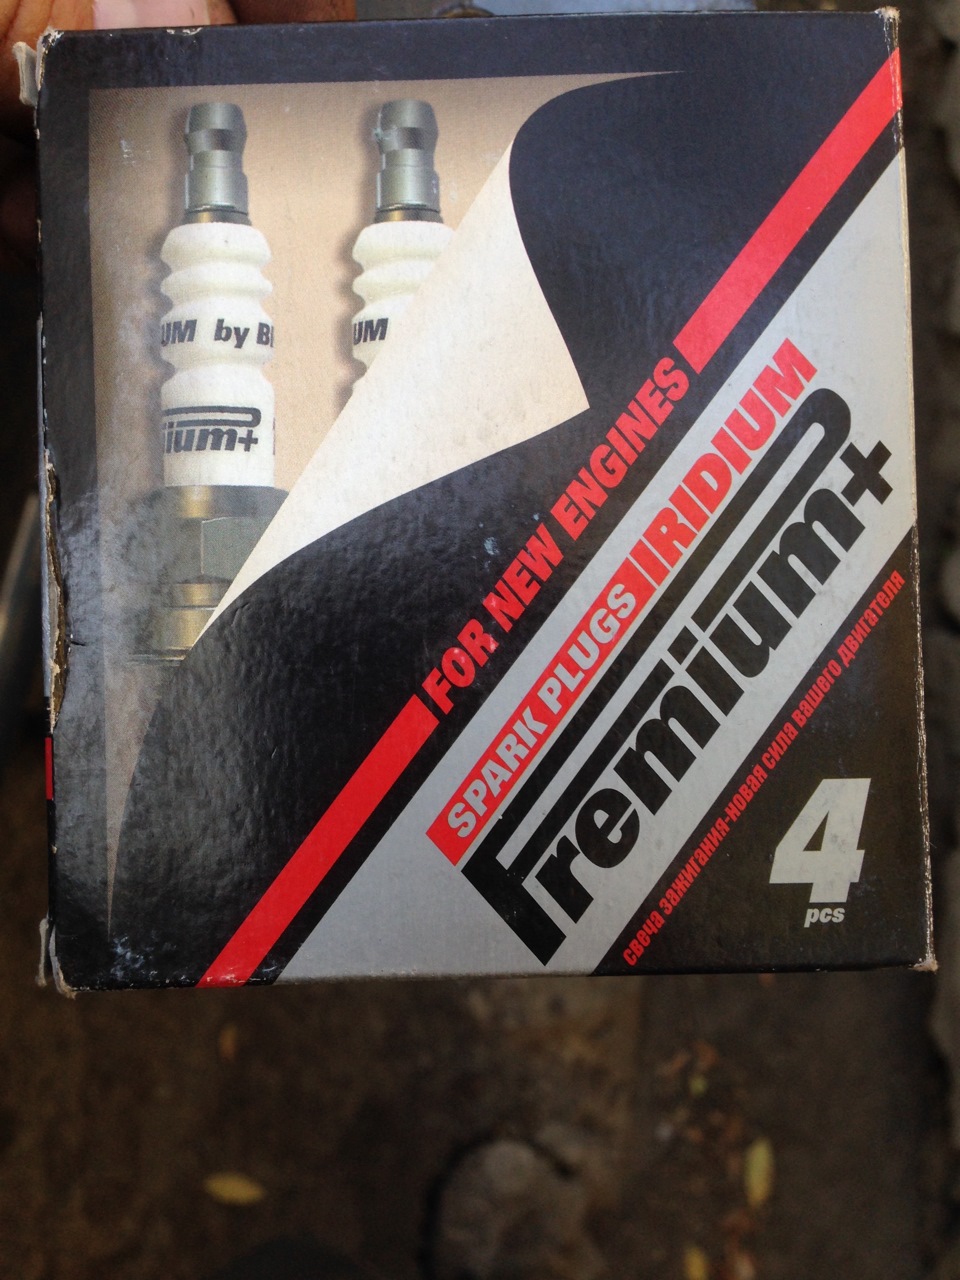 UM by B
UM
ium+
FOR NEW ENGINES
SPARK PLUGS IRIDIUM
Premium+
свеча зажигания-новая сила вашего двигателя
4
pcs